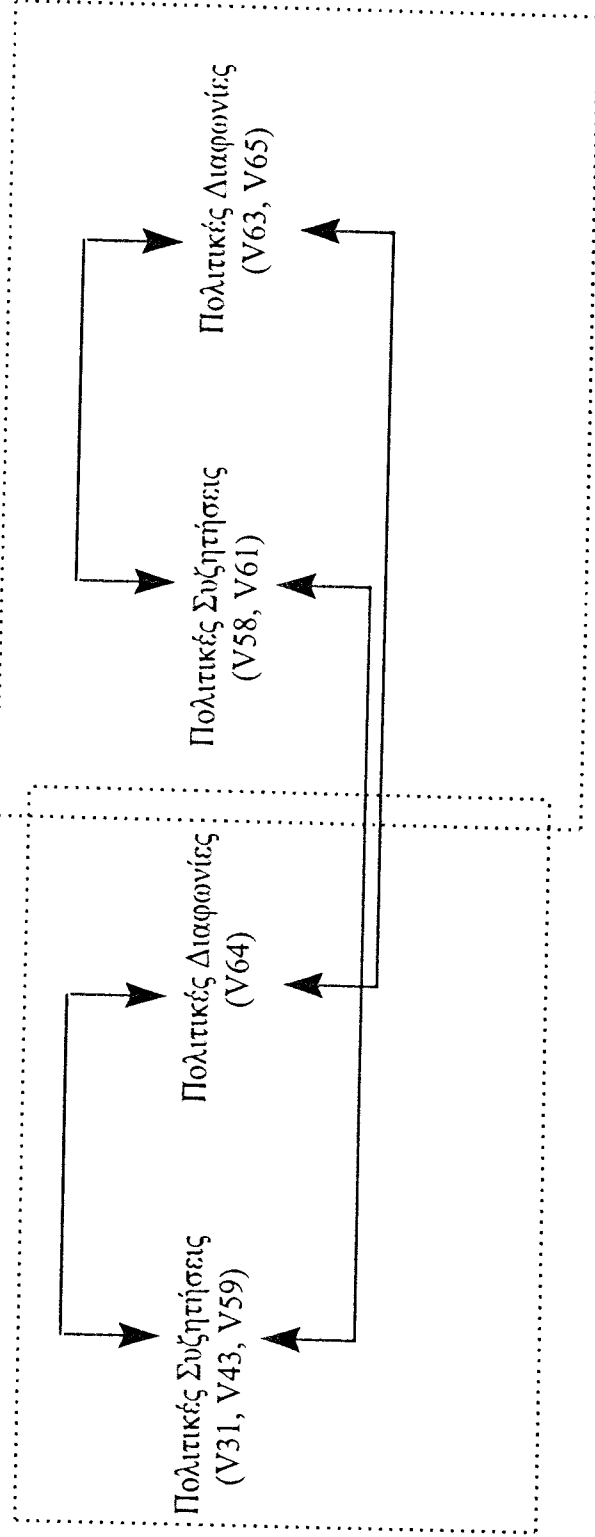 Πολιτικές Συζητήσεις
(V31, V43, V59)
Πολιτικές Διαφωνίες
(V64)
Πολιτικές Συζητήσεις
(V58, V61)
Πολιτικές Διαφωνίες
(V63, V65)